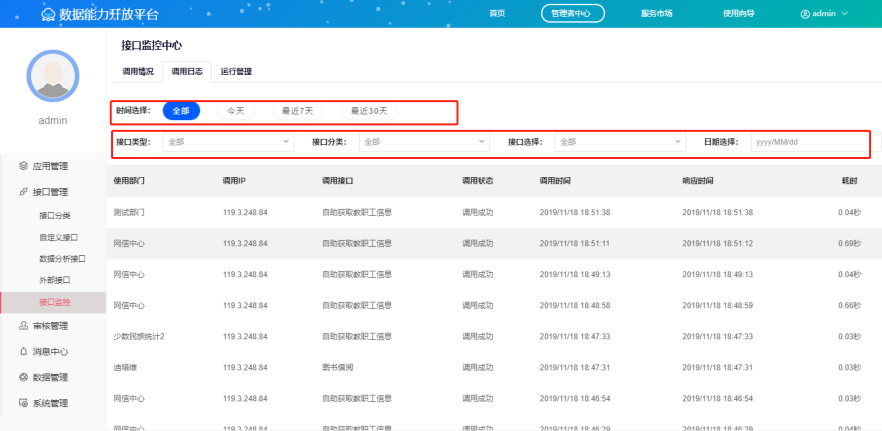 数据能力开放平台 首页 管理者中心 服务市场 使用向导 admin
接口监控中心
调用情况 调用日志 运行管理
admin
时间选择： 全部 今天 最近7天 最近30天
接口类型： 全部 接口分类： 全部 接口选择： 全部 日期选择： yyyy/MM/dd
应用管理
接口管理
接口分类
自定义接口
数据分析接口
外部接口
接口监控
审核管理
消息中心
数据管理
系统管理
使用部门 调用IP 调用接口 调用状态 调用时间 响应时间 耗时
测试部门 119.3.248.84 自助获取教职工信息 调用成功 2019/11/18 18:51:38 2019/11/18 18:51:38 0.04秒
网信中心 119.3.248.84 自助获取教职工信息 调用成功 2019/11/18 18:51:11 2019/11/18 18:51:12 0.69秒
网信中心 119.3.248.84 自助获取教职工信息 调用成功 2019/11/18 18:49:13 2019/11/18 18:49:13 0.04秒
网信中心 119.3.248.84 自助获取教职工信息 调用成功 2019/11/18 18:48:58 2019/11/18 18:48:59 0.66秒
少数民族统计2 119.3.248.84 自助获取教职工信息 调用成功 2019/11/18 18:47:33 2019/11/18 18:47:33 0.03秒
迪塔维 119.3.248.84 图书借阅 调用成功 2019/11/18 18:47:31 2019/11/18 18:47:31 0.03秒
网信中心 119.3.248.84 自助获取教职工信息 调用成功 2019/11/18 18:46:54 2019/11/18 18:46:54 0.03秒
网信中心 119.3.248.84 自助获取教职工信息 调用成功 2019/11/18 18:46:29 2019/11/18 18:46:29 0.04秒